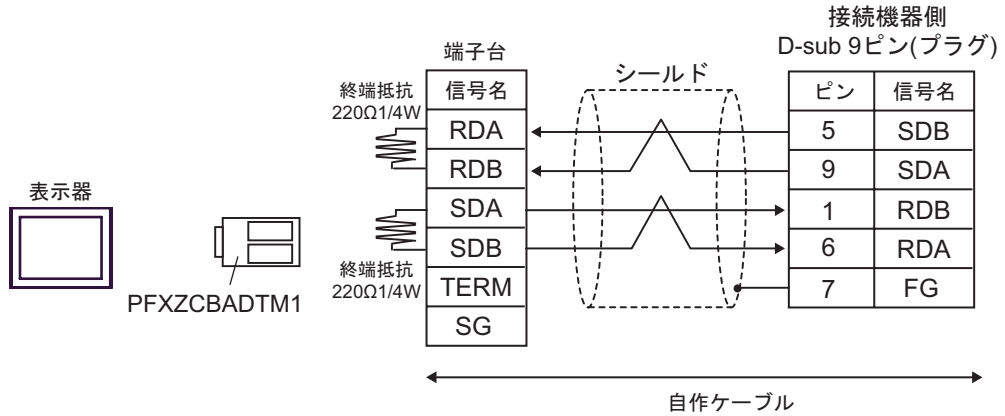 接続機器側
D-sub 9ピン(プラグ)
端子台
シールド
終端抵抗
220Ω1/4W
信号名
RDA
RDB
SDA
SDB
TERM
SG
ピン 信号名
5 SDB
9 SDA
1 RDB
6 RDA
7 FG
表示器
PFXZCBADTM1
終端抵抗
220Ω1/4W
自作ケーブル